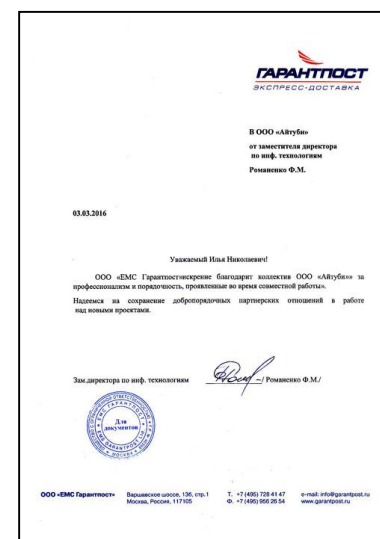 ГАРАНТПОСТ
ЭКСПРЕСС-ДОСТАВКА
В ООО «Айтуби»
от заместителя директора
по инф. технологиям
Романенко Ф.М.
03.03.2016
Уважаемый Илья Николаевич!
ООО «ЕМС Гарантпост»искренне благодарит коллектив ООО «Айтуби»» за
профессионализм и порядочность, проявленные во время совместной работы».
Надеемся на сохранение добропорядочных партнерских отношений в работе
над новыми проектами.
Зам.директора по инф. технологиям
/ Романенко Ф.М./
Для
документов
ООО «ЕМС Гарантпост»
Варшавское шоссе, 136, стр.1
Москва, Россия, 117105
Т. +7 (495) 728 41 47
Ф. +7 (495) 956 26 54
e-mail: info@garantpost.ru
www.garantpost.ru